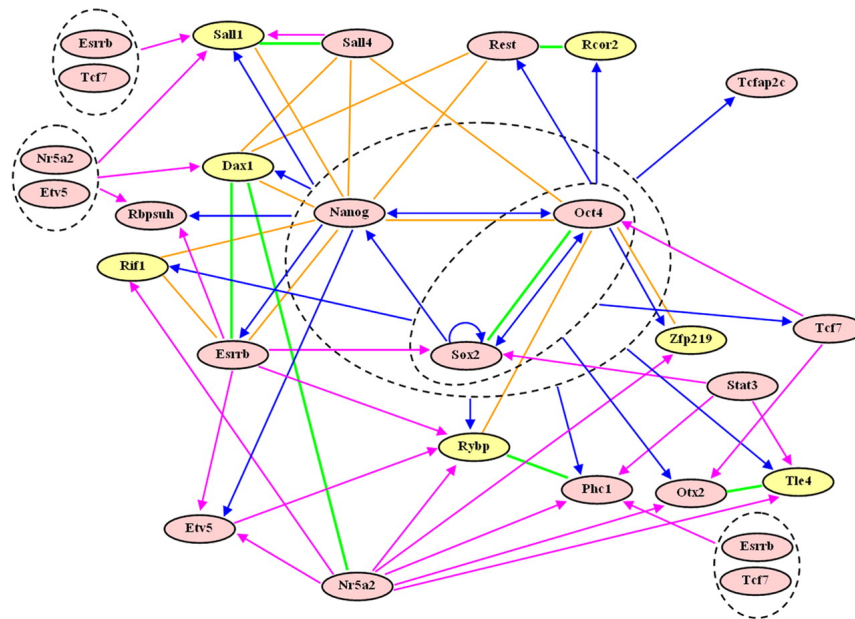 Esrrb
Sall1
Sall4
Rest
Rcor2
Tcf7
Tcfap2c
Nr5a2
Dax1
Etv5
Rbpsuh
Nanog
Oct4
Rif1
Tcf7
Zfp219
Esrrb
Sox2
Stat3
Rybp
Phc1
Otx2
Tle4
Etv5
Esrrb
Nr5a2
Tcf7